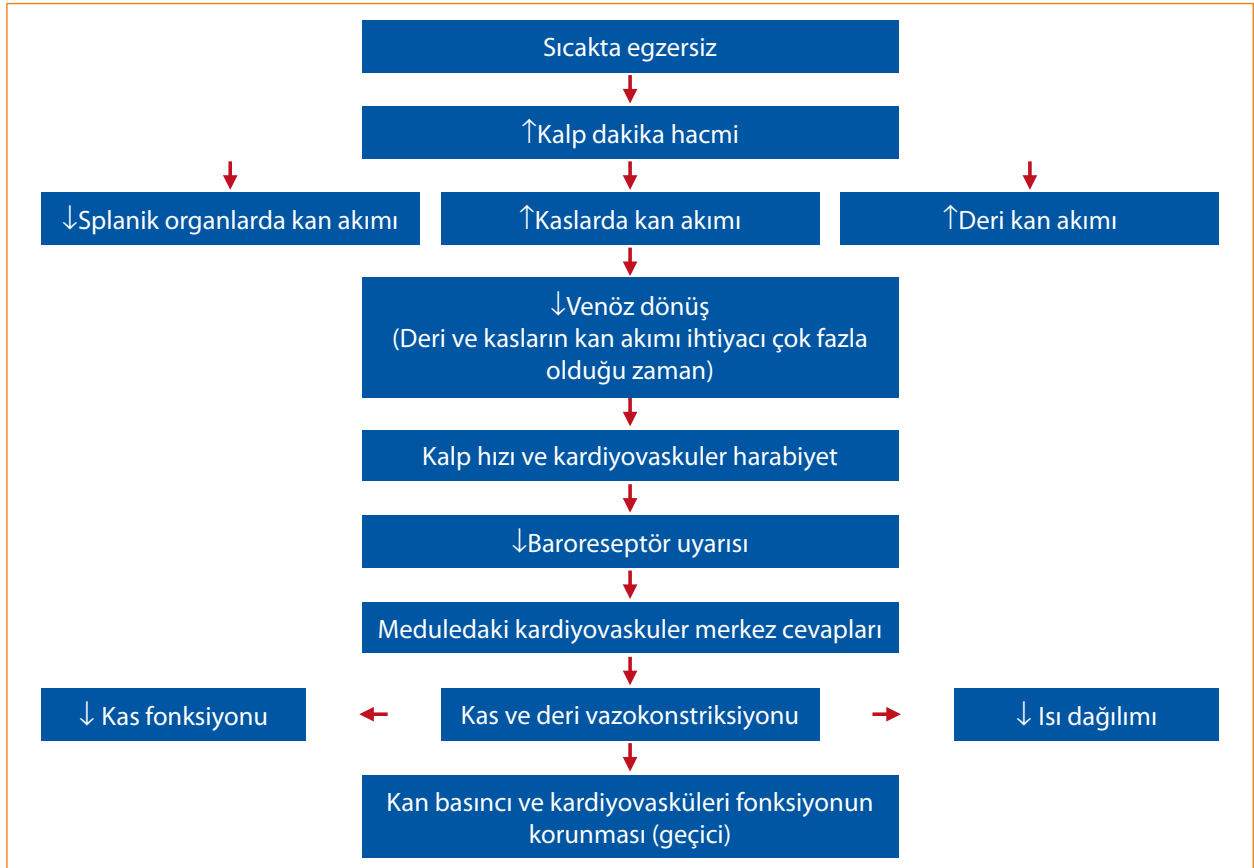 Sıcakta egzersiz
↑Kalp dakika hacmi
↓Splanik organlarda kan akımı
↑Kaslarda kan akımı
↑Deri kan akımı
↓Venöz dönüş
(Deri ve kasların kan akımı ihtiyacı çok fazla
olduğu zaman)
Kalp hızı ve kardiyovaskuler harabiyet
↓Baroreseptör uyarısı
Meduledaki kardiyovaskuler merkez cevapları
↓ Kas fonksiyonu
Kas ve deri vazokonstriksiyonu
↓ Isı dağılımı
Kan basıncı ve kardiyovasküleri fonksiyonun
korunması (geçici)